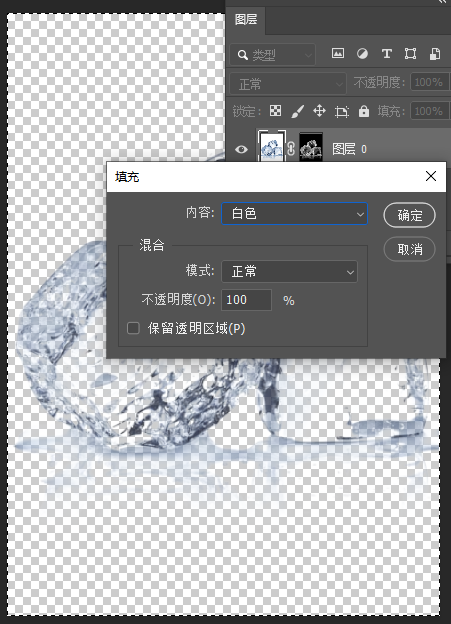 图层
类型
正常
不透明度: 100%
锁定: 填充: 100%
图层 0
填充
内容: 白色
确定
混合
取消
模式: 正常
不透明度(O): 100 %
保留透明区域(P)